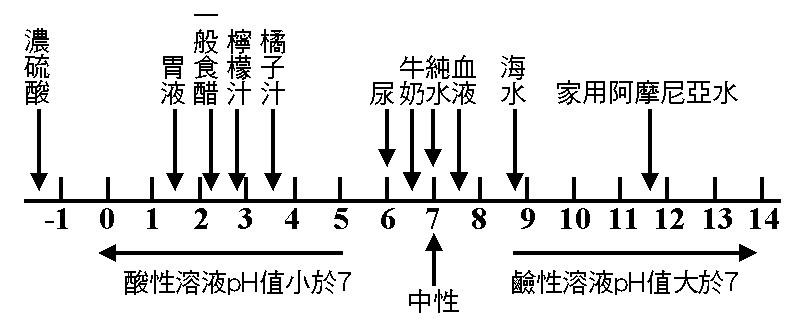 濃硫酸
胃液
一般食醋
檸檬汁
橘子汁
尿
牛奶
純水
血液
海水
家用阿摩尼亞水
-1 0 1 2 3 4 5 6 7 8 9 10 11 12 13 14
酸性溶液pH值小於7
中性
鹼性溶液pH值大於7